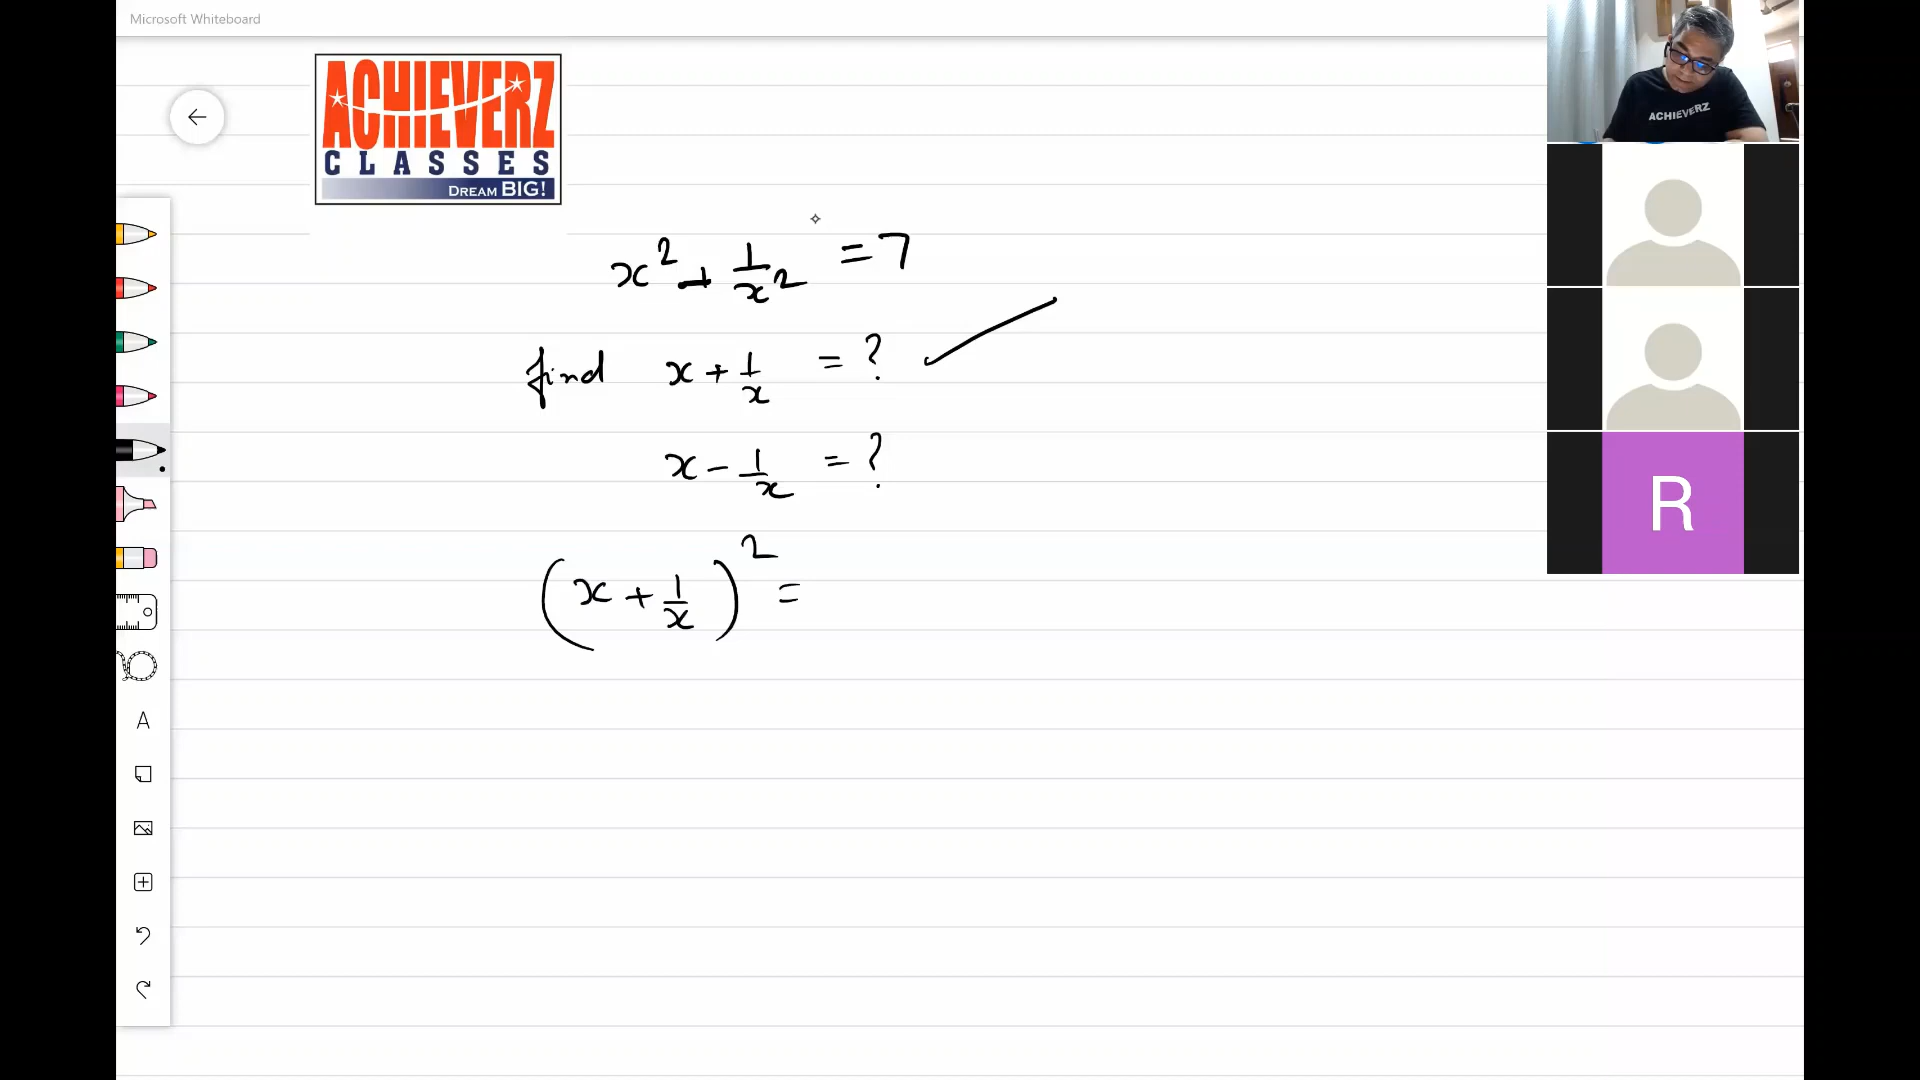 Microsoft Whiteboard
ACHIEVERZ
CLASSES
DREAM BIG!
ACHIEVERZ
x² + 1/x² = 7
find x + 1/x = ?
x - 1/x = ?
(x + 1/x)² =
R
A